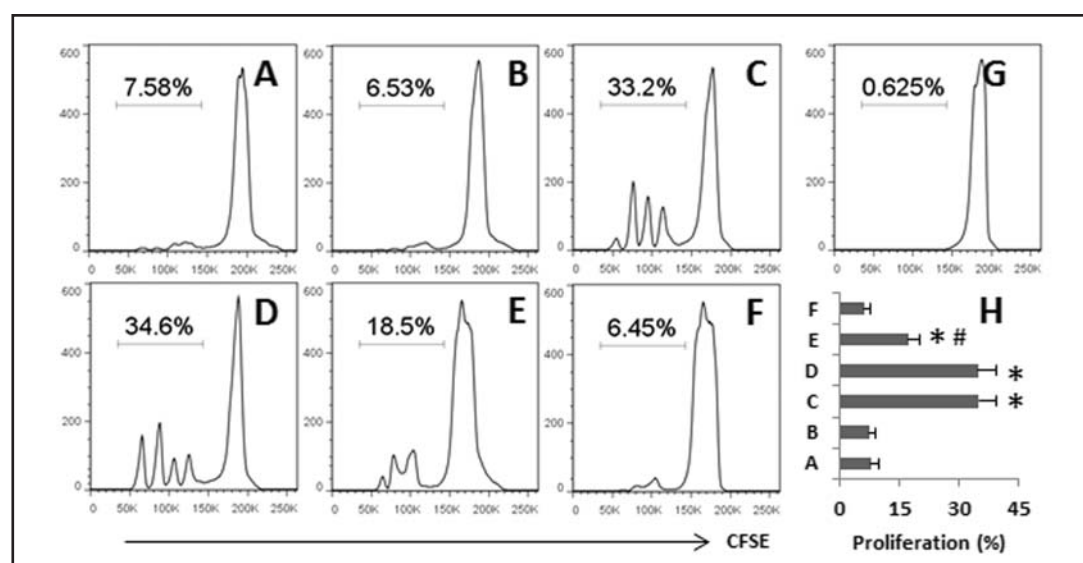 600 A 600 B 600 C 600 G
7.58% 6.53% 33.2% 0.625%
400 400 400 400
200 200 200 200
0 0 0 0
0 50K 100K 150K 200K 250K 0 50K 100K 150K 200K 250K 0 50K 100K 150K 200K 250K 0 50K 100K 150K 200K 250K
600 D 600 E 600 F F H
34.6% 18.5% 6.45% E * #
400 400 400 D *
C *
200 200 200 B
A
0 0 0
0 50K 100K 150K 200K 250K 0 50K 100K 150K 200K 250K 0 50K 100K 150K 200K 250K 0 15 30 45
CFSE Proliferation (%)